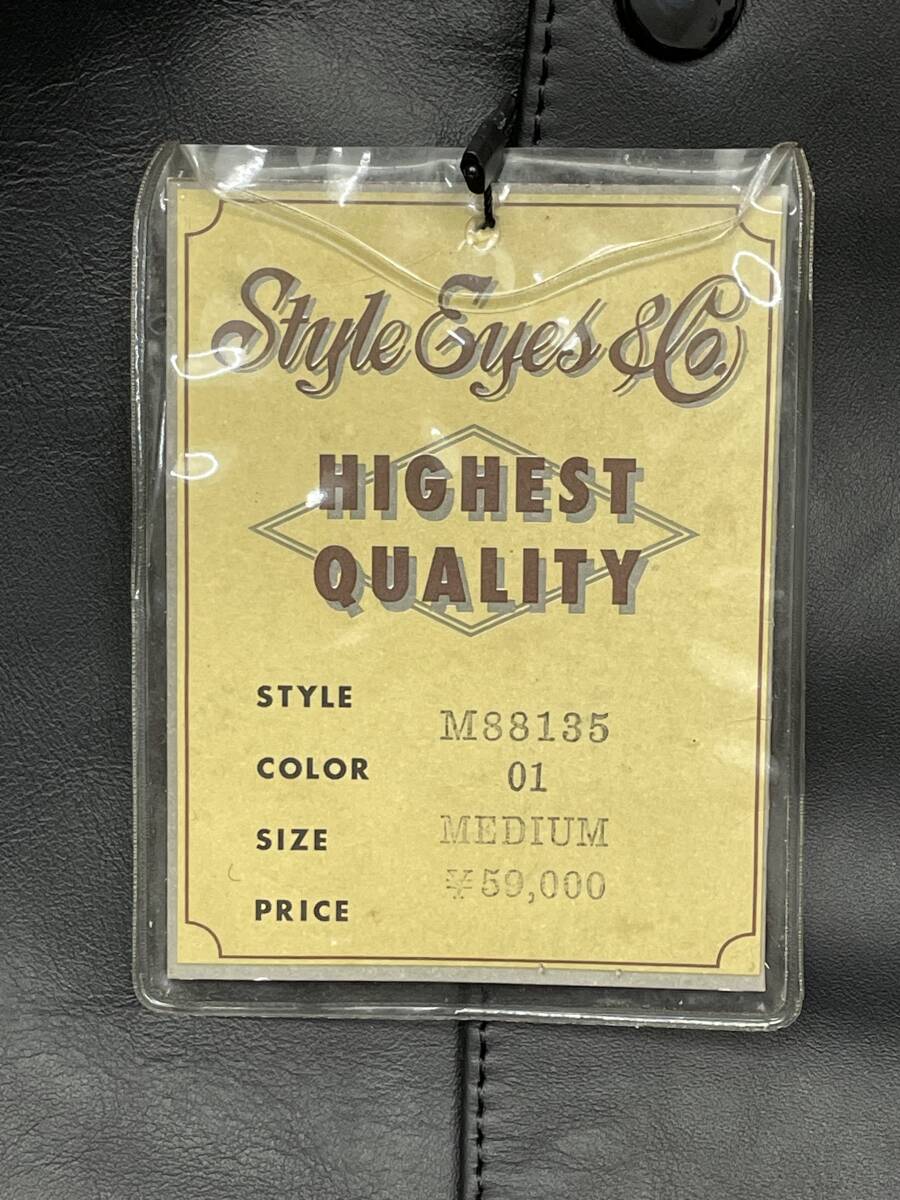 Style Eyes & Co.
HIGHEST
QUALITY
STYLE M88135
COLOR 01
SIZE MEDIUM
PRICE ¥59,000